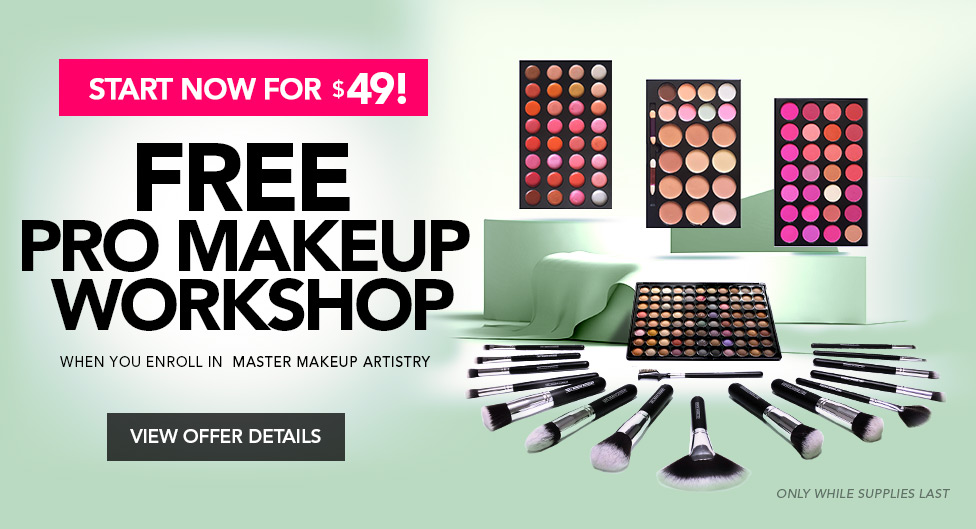 START NOW FOR $49!
FREE
PRO MAKEUP
WORKSHOP
WHEN YOU ENROLL IN MASTER MAKEUP ARTISTRY
VIEW OFFER DETAILS
ONLY WHILE SUPPLIES LAST